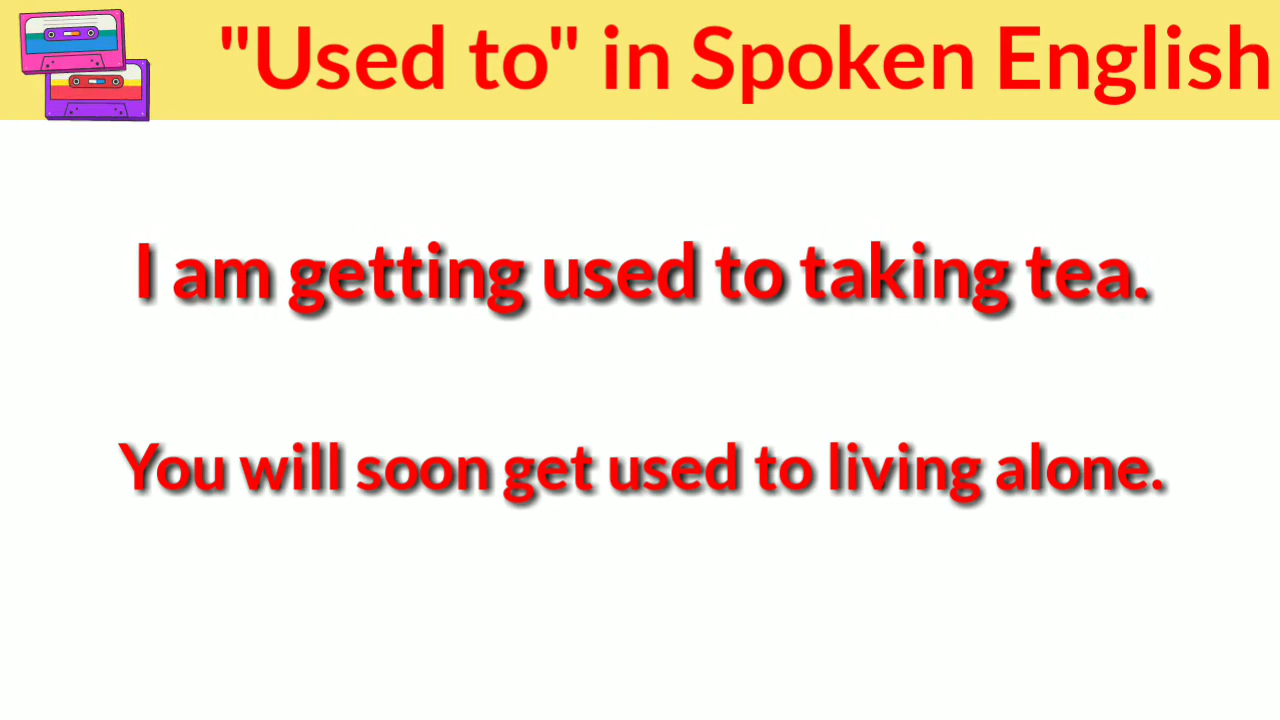 "Used to" in Spoken English
I am getting used to taking tea.
You will soon get used to living alone.